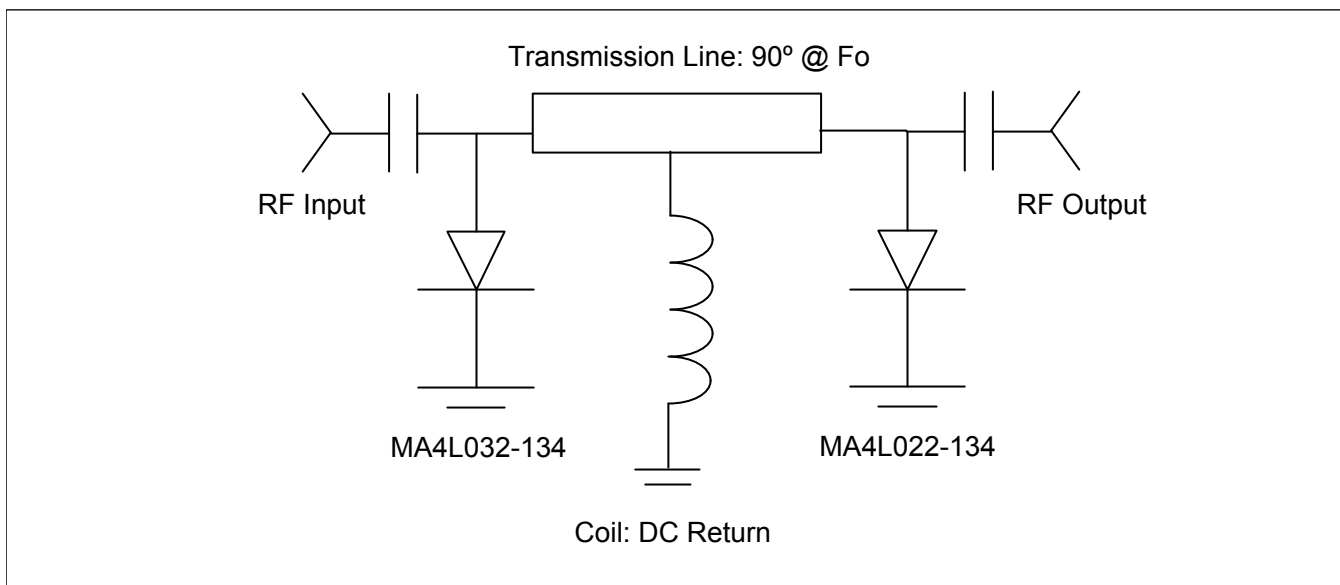 Transmission Line: 90º @ Fo
RF Input
RF Output
MA4L032-134
MA4L022-134
Coil: DC Return